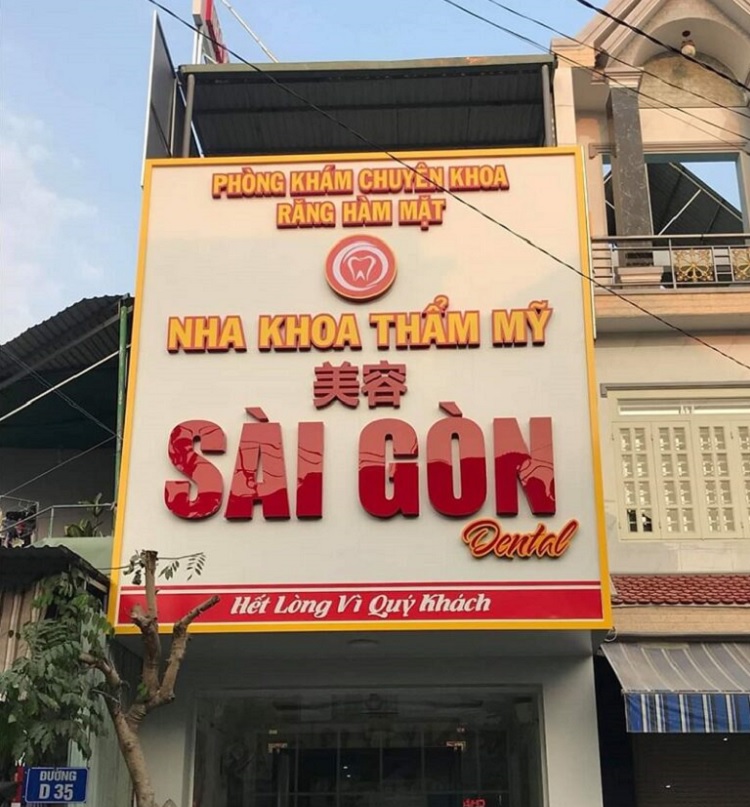 PHÒNG KHÁM CHUYÊN KHOA
RĂNG HÀM MẶT
NHA KHOA THẨM MỸ
美容
SÀI GÒN
Dental
Hết Lòng Vì Quý Khách
ĐƯỜNG
D 35